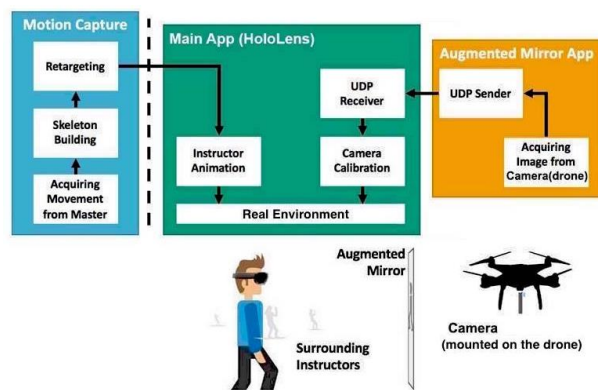 Motion Capture
Retargeting
Skeleton
Building
Acquiring
Movement
from Master
Main App (HoloLens)
UDP
Receiver
Instructor
Animation
Camera
Calibration
Real Environment
Augmented Mirror App
UDP Sender
Acquiring
Image from
Camera(drone)
Augmented
Mirror
Surrounding
Instructors
Camera
(mounted on the drone)